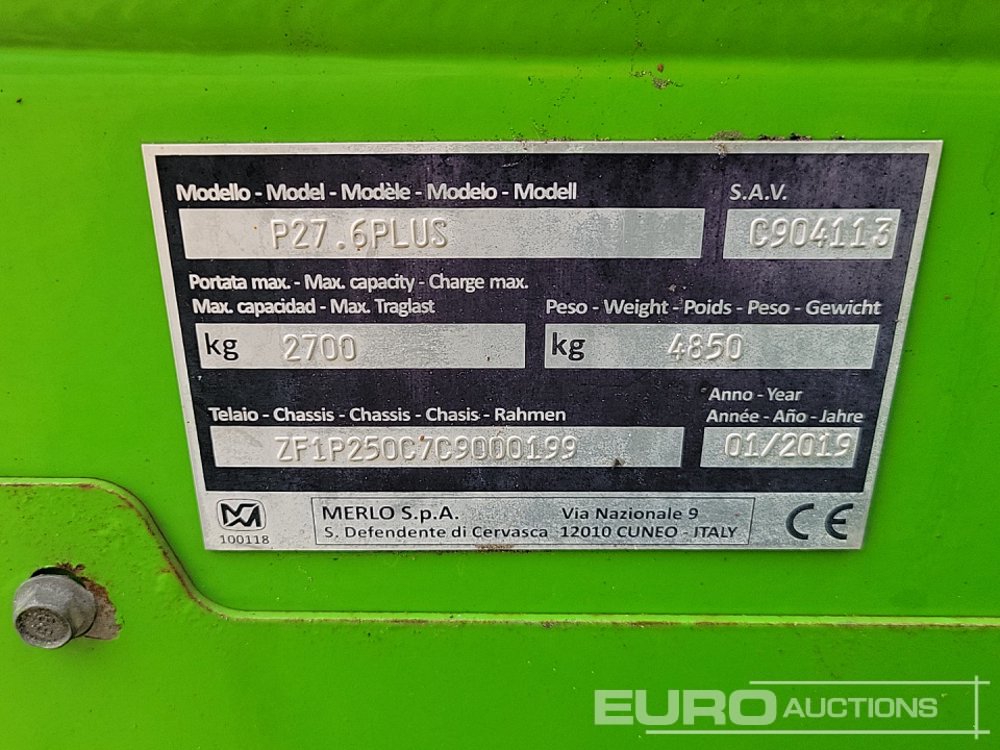 Modello - Model - Modèle - Modelo - Modell
S.A.V.
P27.6PLUS
C904113
Portata max. - Max. capacity - Charge max.
Max. capacidad - Max. Traglast
Peso - Weight - Poids - Peso - Gewicht
kg 2700
kg 4850
Anno - Year
Telaio - Chassis - Chassis - Chasis - Rahmen
Année - Año - Jahre
ZF1P250C7C9000199
01/2019
100118
MERLO S.p.A.
Via Nazionale 9
S. Defendente di Cervasca 12010 CUNEO - ITALY
CE
EURO AUCTIONS